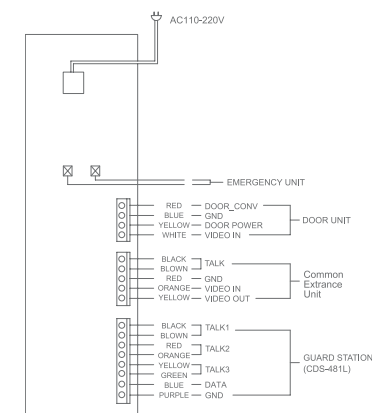 AC110-220V
EMERGENCY UNIT
RED DOOR_CONV
BLUE GND
YELLOW DOOR POWER
WHITE VIDEO IN
DOOR UNIT
BLACK
BLOWN
TALK
RED GND
ORANGE VIDEO IN
YELLOW VIDEO OUT
Common
Extrance
Unit
BLACK
BLOWN
TALK1
RED
ORANGE
TALK2
YELLOW
GREEN
TALK3
BLUE DATA
PURPLE GND
GUARD STATION
(CDS-481L)